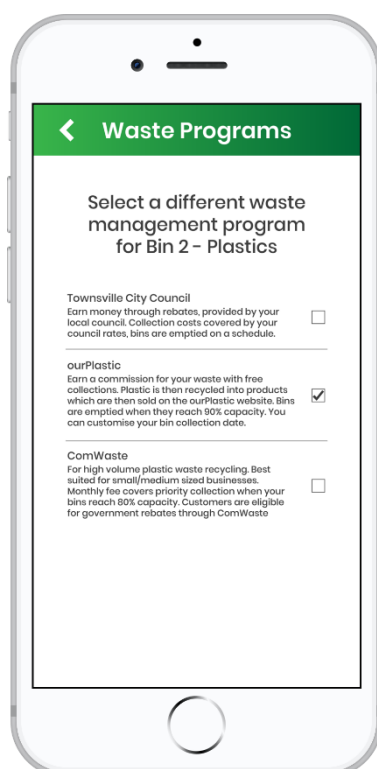 Waste Programs
Select a different waste
management program
for Bin 2 - Plastics
Townsville City Council
Earn money through rebates, provided by your
local council. Collection costs covered by your
council rates, bins are emptied on a schedule.
ourPlastic
Earn a commission for your waste with free
collections. Plastic is then recycled into products
which are then sold on the ourPlastic website. Bins
are emptied when they reach 90% capacity. You
can customise your bin collection date.
ComWaste
For high volume plastic waste recycling. Best
suited for small/medium sized businesses.
Monthly fee covers priority collection when your
bins reach 80% capacity. Customers are eligible
for government rebates through ComWaste